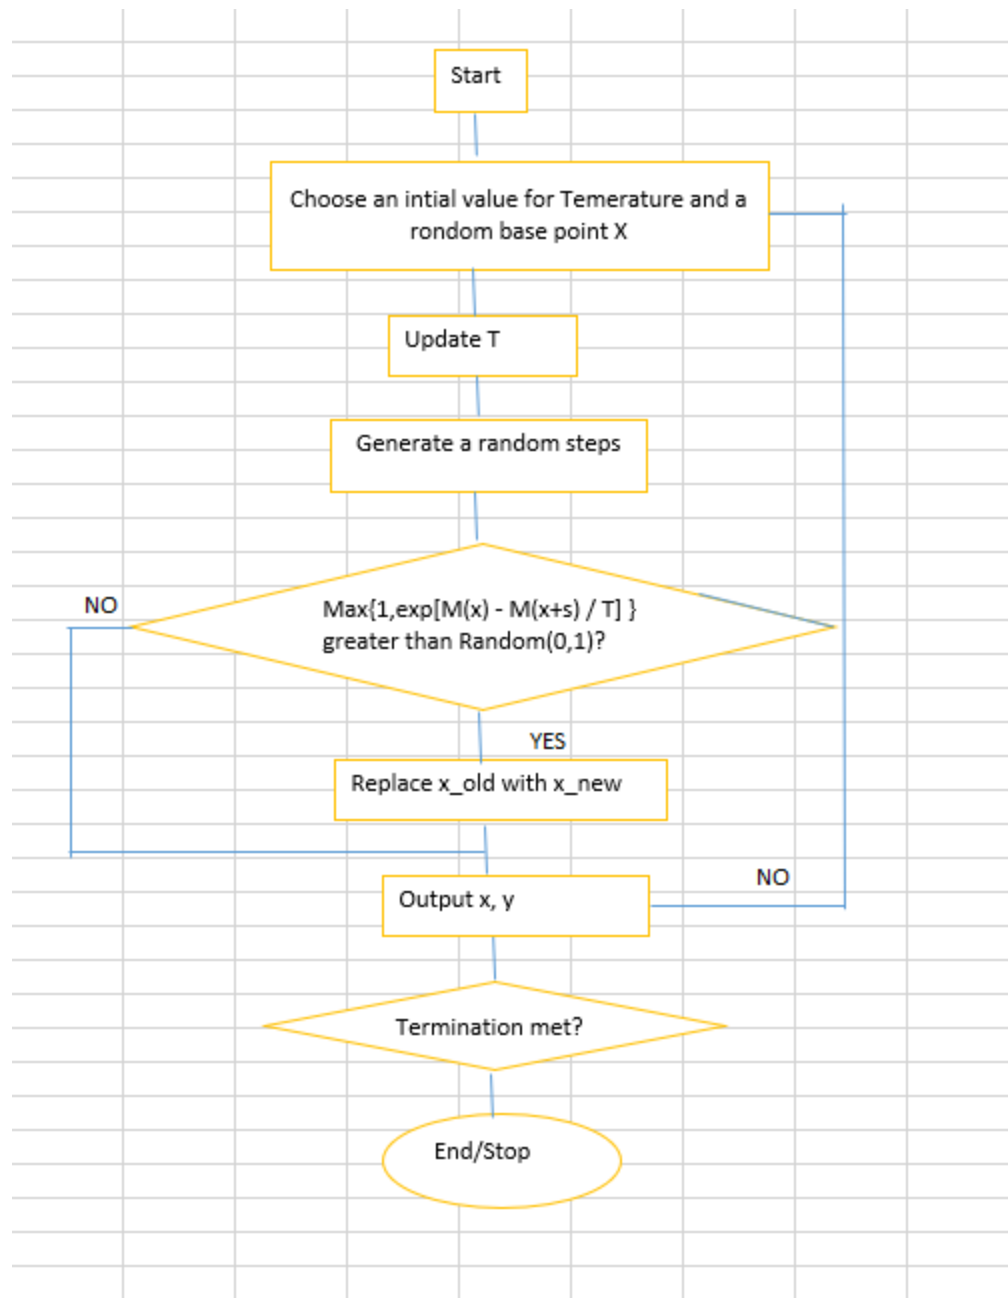 Start
Choose an intial value for Temerature and a
rondom base point X
Update T
Generate a random steps
NO
Max{1,exp[M(x) - M(x+s) / T] }
greater than Random(0,1)?
YES
Replace x_old with x_new
NO
Output x, y
Termination met?
End/Stop